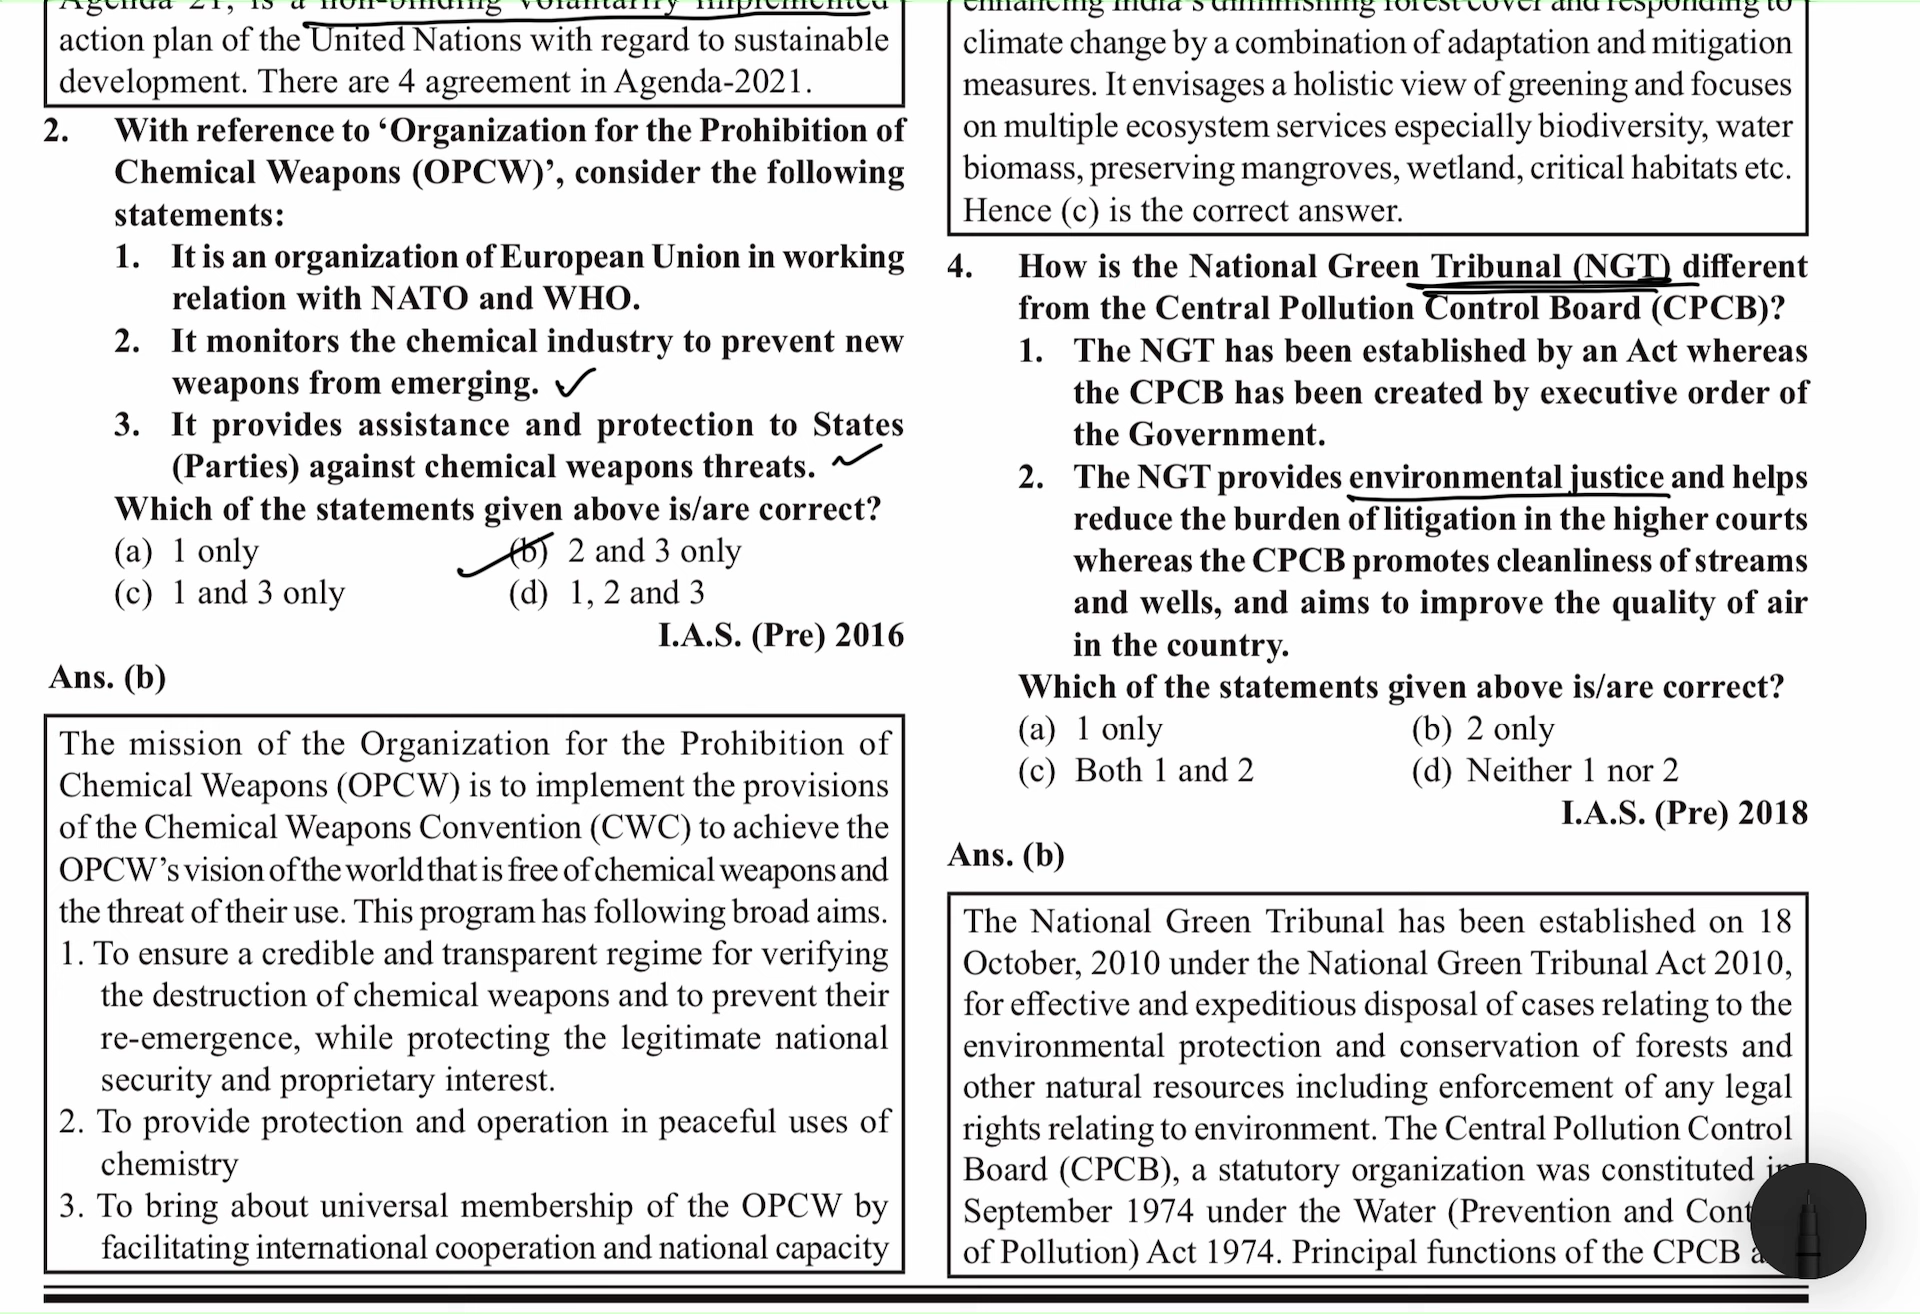 Agenda 21, is a non-binding voluntarily implemented
action plan of the United Nations with regard to sustainable
development. There are 4 agreement in Agenda-2021.
2. With reference to ‘Organization for the Prohibition of
Chemical Weapons (OPCW)’, consider the following
statements:
1. It is an organization of European Union in working
relation with NATO and WHO.
2. It monitors the chemical industry to prevent new
weapons from emerging.
3. It provides assistance and protection to States
(Parties) against chemical weapons threats.
Which of the statements given above is/are correct?
(a) 1 only (b) 2 and 3 only
(c) 1 and 3 only (d) 1, 2 and 3
I.A.S. (Pre) 2016
Ans. (b)
The mission of the Organization for the Prohibition of
Chemical Weapons (OPCW) is to implement the provisions
of the Chemical Weapons Convention (CWC) to achieve the
OPCW’s vision of the world that is free of chemical weapons and
the threat of their use. This program has following broad aims.
1. To ensure a credible and transparent regime for verifying
the destruction of chemical weapons and to prevent their
re-emergence, while protecting the legitimate national
security and proprietary interest.
2. To provide protection and operation in peaceful uses of
chemistry
3. To bring about universal membership of the OPCW by
facilitating international cooperation and national capacity
enhancing India’s diminishing forest cover and responding to
climate change by a combination of adaptation and mitigation
measures. It envisages a holistic view of greening and focuses
on multiple ecosystem services especially biodiversity, water
biomass, preserving mangroves, wetland, critical habitats etc.
Hence (c) is the correct answer.
4. How is the National Green Tribunal (NGT) different
from the Central Pollution Control Board (CPCB)?
1. The NGT has been established by an Act whereas
the CPCB has been created by executive order of
the Government.
2. The NGT provides environmental justice and helps
reduce the burden of litigation in the higher courts
whereas the CPCB promotes cleanliness of streams
and wells, and aims to improve the quality of air
in the country.
Which of the statements given above is/are correct?
(a) 1 only (b) 2 only
(c) Both 1 and 2 (d) Neither 1 nor 2
I.A.S. (Pre) 2018
Ans. (b)
The National Green Tribunal has been established on 18
October, 2010 under the National Green Tribunal Act 2010,
for effective and expeditious disposal of cases relating to the
environmental protection and conservation of forests and
other natural resources including enforcement of any legal
rights relating to environment. The Central Pollution Control
Board (CPCB), a statutory organization was constituted in
September 1974 under the Water (Prevention and
of Pollution) Act 1974. Principal functions of the CPCB